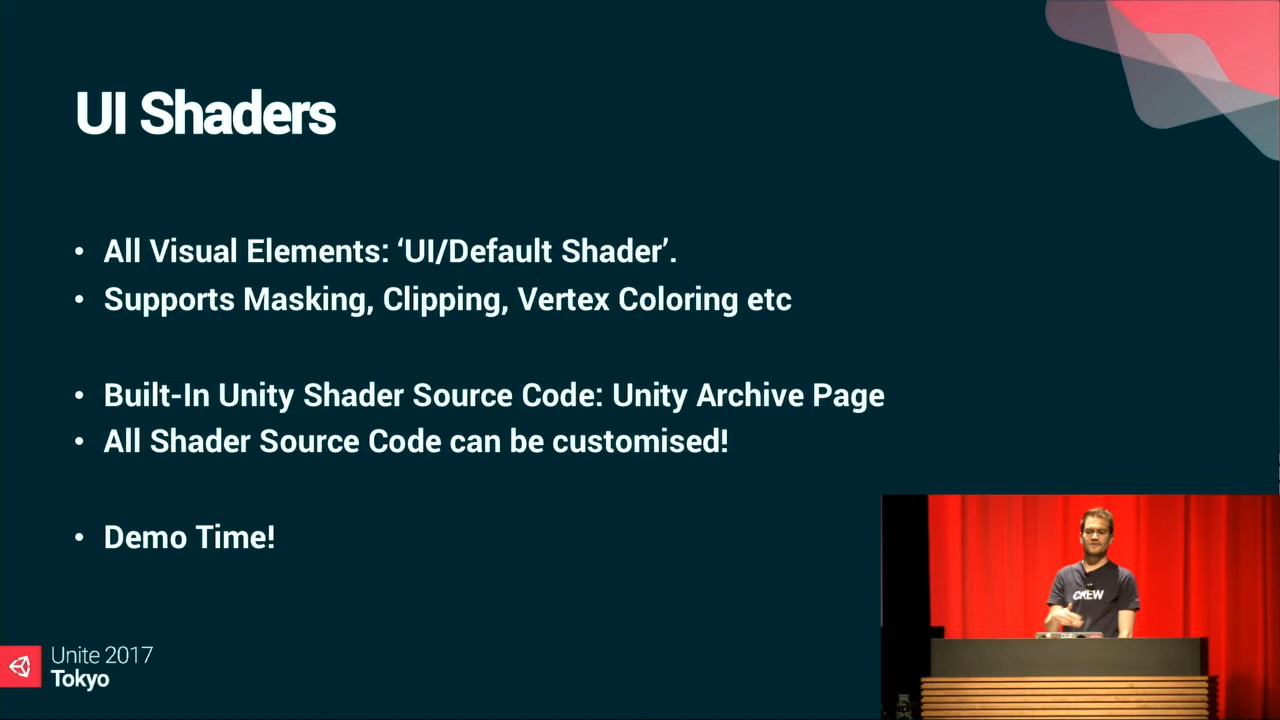 UI Shaders
• All Visual Elements: ‘UI/Default Shader’.
• Supports Masking, Clipping, Vertex Coloring etc
• Built-In Unity Shader Source Code: Unity Archive Page
• All Shader Source Code can be customised!
• Demo Time!
CREW
Unite 2017
Tokyo